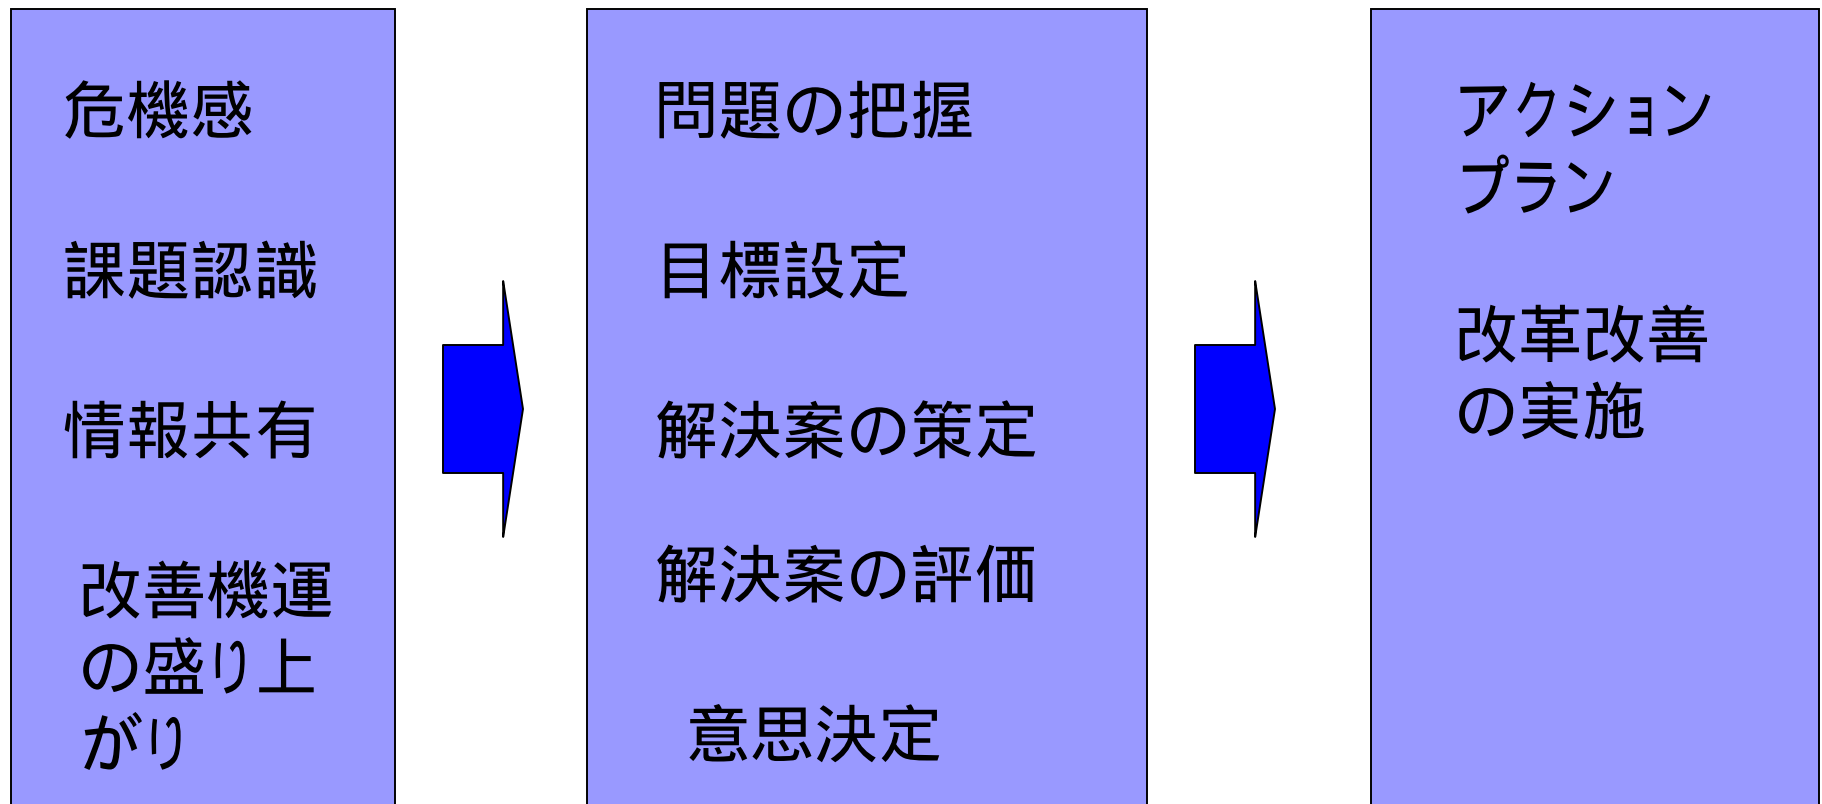 危機感
課題認識
情報共有
改善機運
の盛り上
がり
問題の把握
目標設定
解決案の策定
解決案の評価
意思決定
アクション
プラン
改革改善
の実施